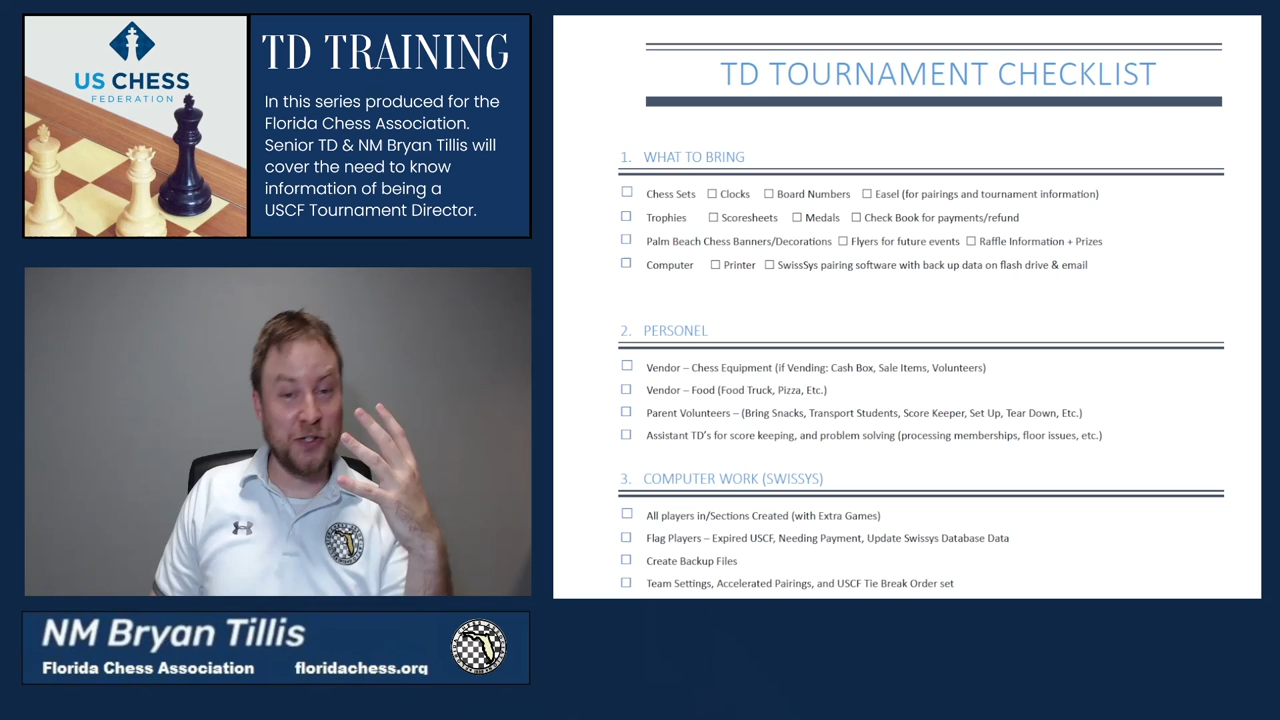 US CHESS
FEDERATION
TD TRAINING
In this series produced for the
Florida Chess Association.
Senior TD & NM Bryan Tillis will
cover the need to know
information of being a
USCF Tournament Director.
NM Bryan Tillis
Florida Chess Association floridachess.org
TD TOURNAMENT CHECKLIST
1. WHAT TO BRING
☐ Chess Sets ☐ Clocks ☐ Board Numbers ☐ Easel (for pairings and tournament information)
☐ Trophies ☐ Scoresheets ☐ Medals ☐ Check Book for payments/refund
☐ Palm Beach Chess Banners/Decorations ☐ Flyers for future events ☐ Raffle Information + Prizes
☐ Computer ☐ Printer ☐ SwissSys pairing software with back up data on flash drive & email
2. PERSONEL
☐ Vendor – Chess Equipment (if Vending: Cash Box, Sale Items, Volunteers)
☐ Vendor – Food (Food Truck, Pizza, Etc.)
☐ Parent Volunteers – (Bring Snacks, Transport Students, Score Keeper, Set Up, Tear Down, Etc.)
☐ Assistant TD's for score keeping, and problem solving (processing memberships, floor issues, etc.)
3. COMPUTER WORK (SWISSYS)
☐ All players in/Sections Created (with Extra Games)
☐ Flag Players – Expired USCF, Needing Payment, Update Swissys Database Data
☐ Create Backup Files
☐ Team Settings, Accelerated Pairings, and USCF Tie Break Order set